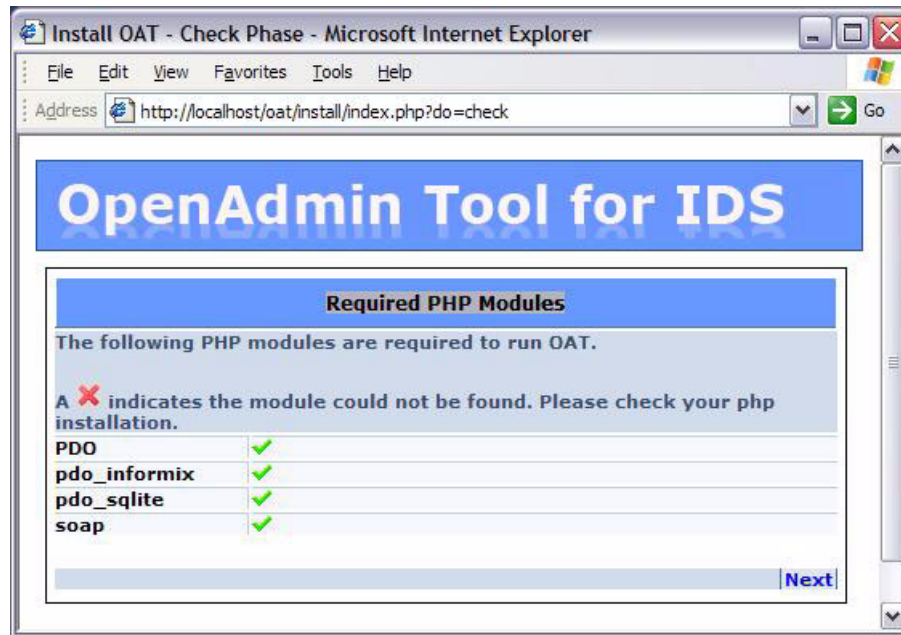 Install OAT - Check Phase - Microsoft Internet Explorer
File Edit View Favorites Tools Help
Address http://localhost/oat/install/index.php?do=check Go
OpenAdmin Tool for IDS
Required PHP Modules
The following PHP modules are required to run OAT.
A indicates the module could not be found. Please check your php
installation.
PDO
pdo_informix
pdo_sqlite
soap
Next